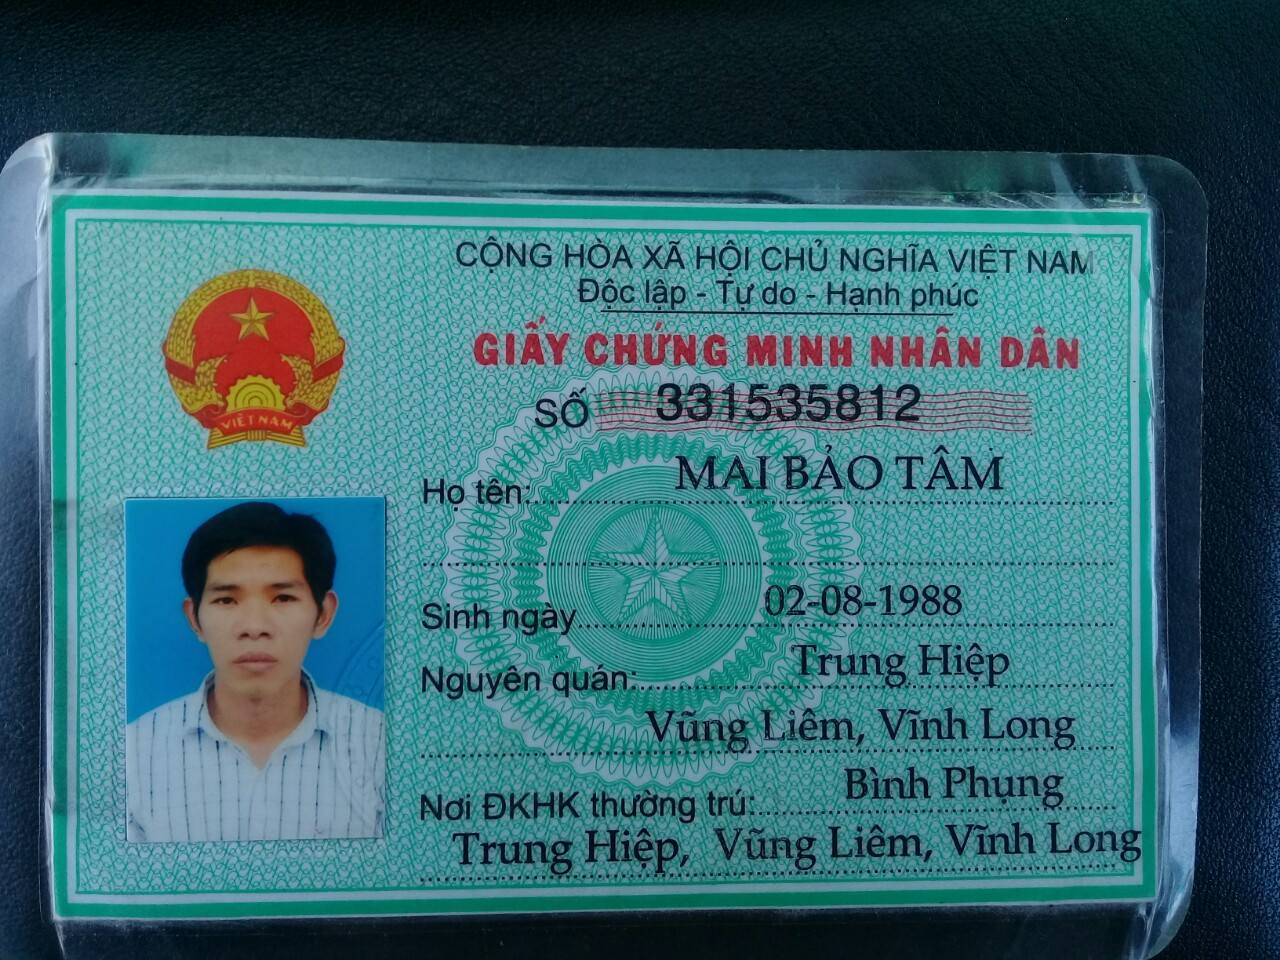 CỘNG HÒA XÃ HỘI CHỦ NGHĨA VIỆT NAM
Độc lập - Tự do - Hạnh phúc
GIẤY CHỨNG MINH NHÂN DÂN
SỐ 331535812
VIỆT NAM
Họ tên: MAI BẢO TÂM
Sinh ngày 02-08-1988
Nguyên quán: Trung Hiệp
Vũng Liêm, Vĩnh Long
Nơi ĐKHK thường trú: Bình Phụng
Trung Hiệp, Vũng Liêm, Vĩnh Long